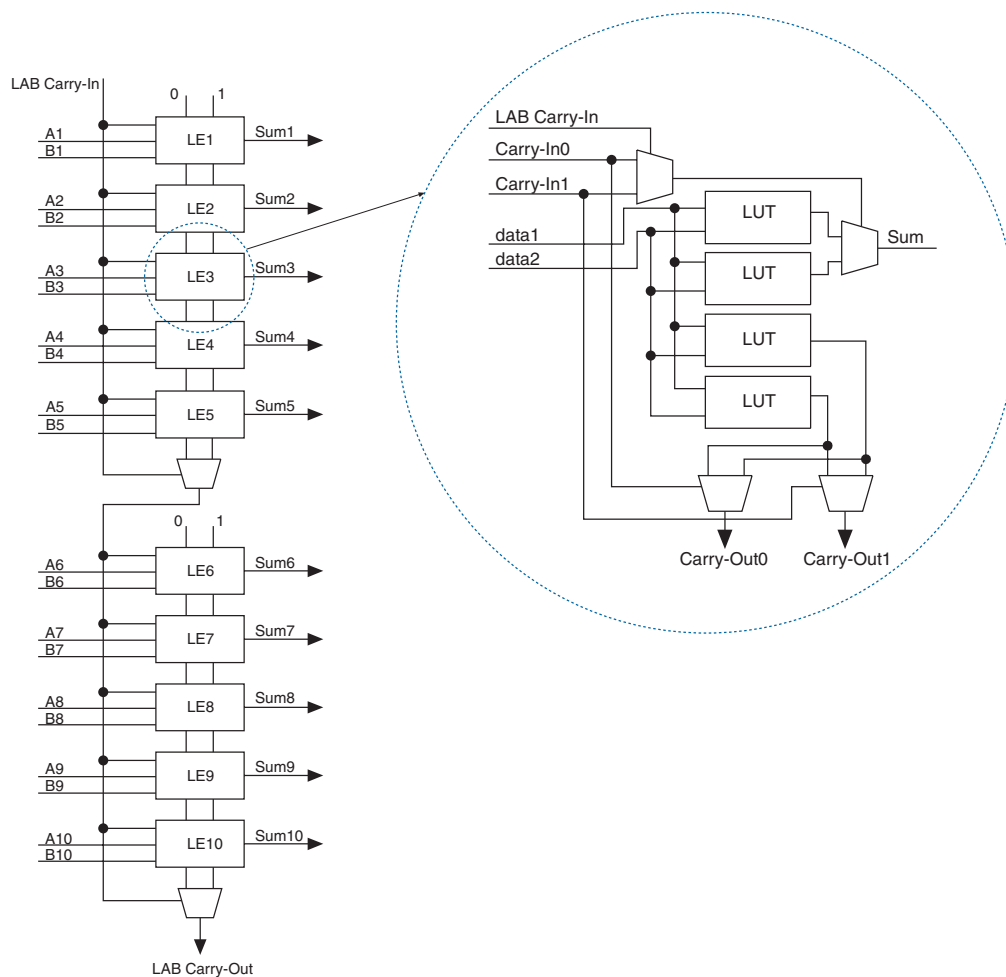 LAB Carry-In
0 1
A1
B1
LE1
Sum1
A2
B2
LE2
Sum2
A3
B3
LE3
Sum3
A4
B4
LE4
Sum4
A5
B5
LE5
Sum5
0 1
A6
B6
LE6
Sum6
A7
B7
LE7
Sum7
A8
B8
LE8
Sum8
A9
B9
LE9
Sum9
A10
B10
LE10
Sum10
LAB Carry-Out
LAB Carry-In
Carry-In0
Carry-In1
data1
data2
LUT
LUT
LUT
LUT
Sum
Carry-Out0
Carry-Out1